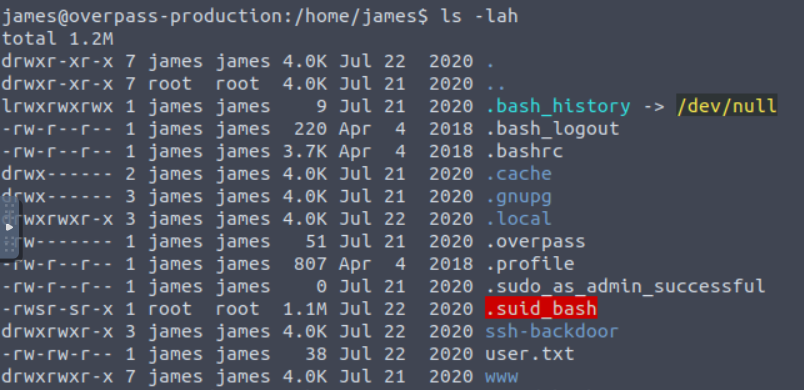 james@overpass-production:/home/james$ ls -lah
total 1.2M
drwxr-xr-x 7 james james 4.0K Jul 22  2020 .
drwxr-xr-x 7 root  root  4.0K Jul 21  2020 ..
lrwxrwxrwx 1 james james    9 Jul 21  2020 .bash_history -> /dev/null
-rw-r--r-- 1 james james  220 Apr  4  2018 .bash_logout
-rw-r--r-- 1 james james 3.7K Apr  4  2018 .bashrc
drwx------ 2 james james 4.0K Jul 21  2020 .cache
drwx------ 3 james james 4.0K Jul 21  2020 .gnupg
drwxrwxr-x 3 james james 4.0K Jul 22  2020 .local
-rw------- 1 james james   51 Jul 21  2020 .overpass
-rw-r--r-- 1 james james  807 Apr  4  2018 .profile
-rw-r--r-- 1 james james    0 Jul 21  2020 .sudo_as_admin_successful
-rwsr-sr-x 1 root  root  1.1M Jul 22  2020 .suid_bash
drwxrwxr-x 3 james james 4.0K Jul 22  2020 ssh-backdoor
-rw-rw-r-- 1 james james   38 Jul 22  2020 user.txt
drwxrwxr-x 7 james james 4.0K Jul 21  2020 www